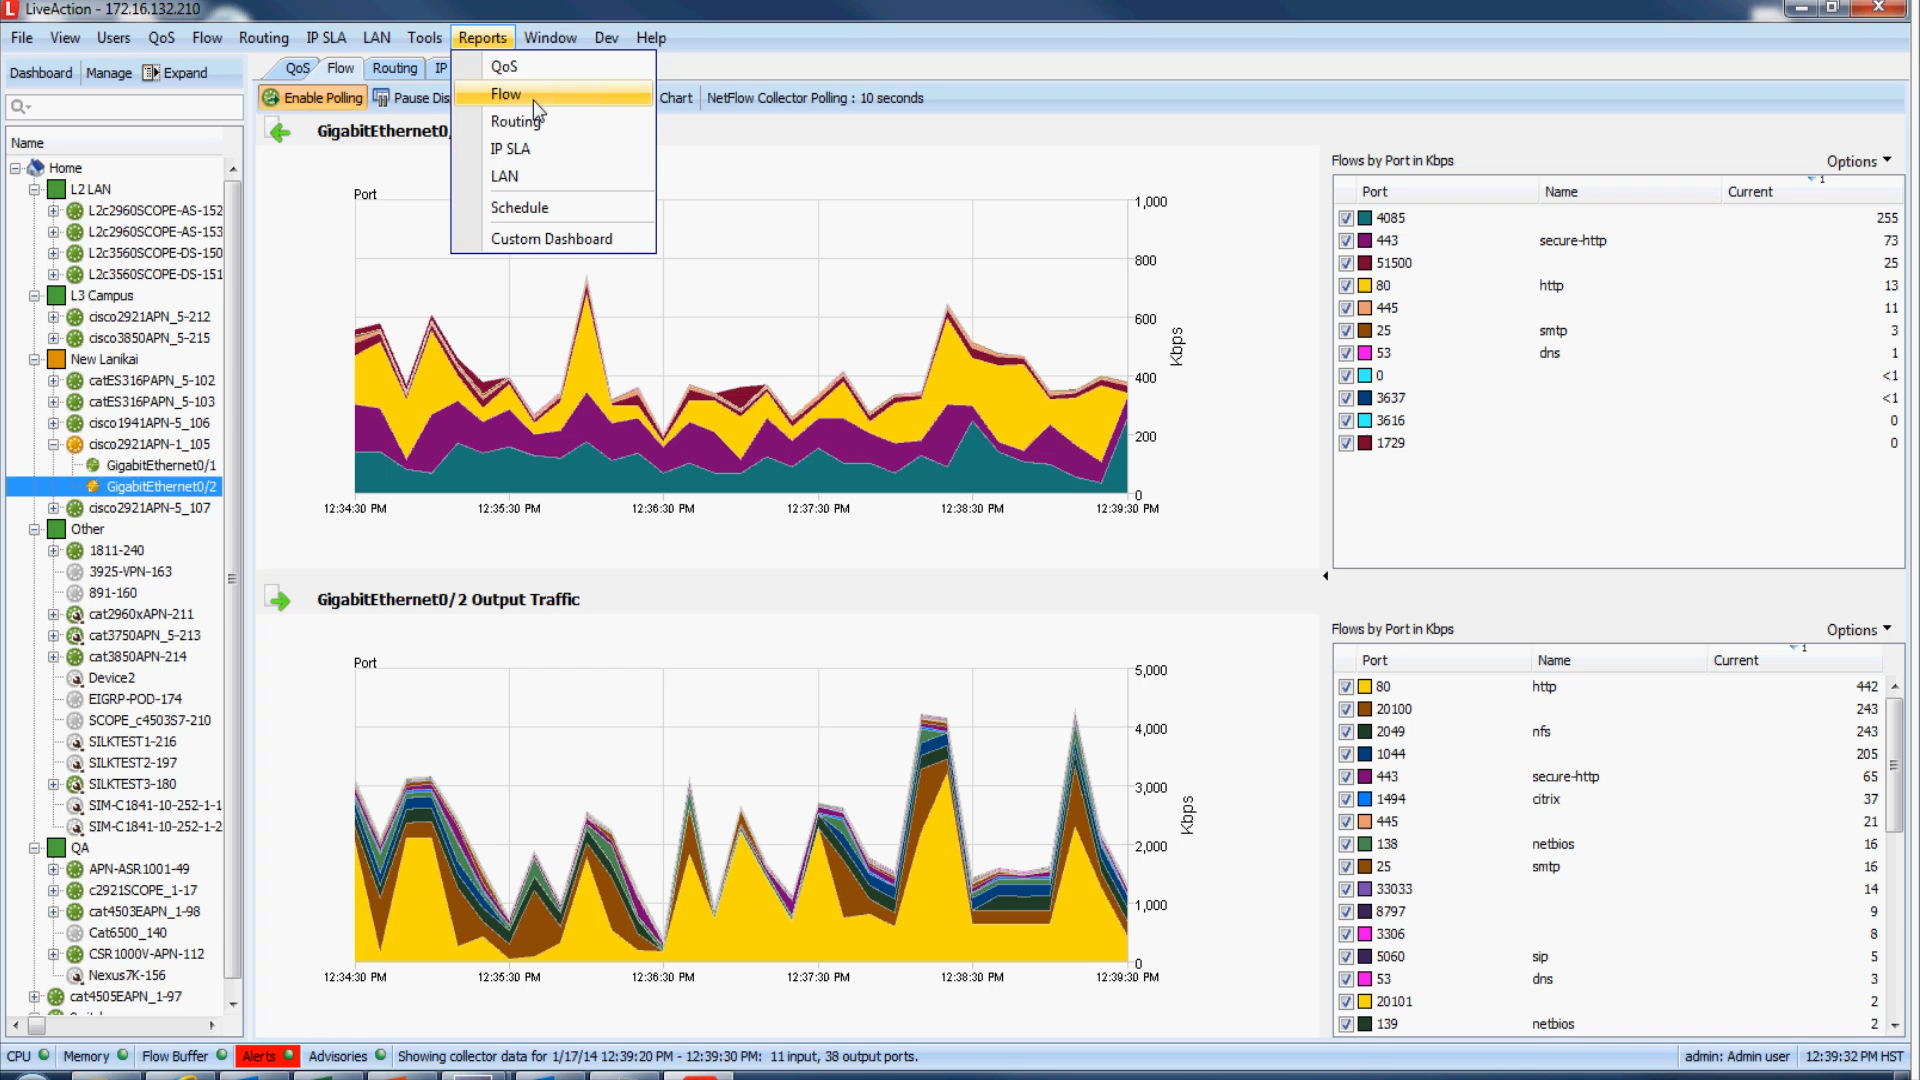 LiveAction - 172.16.132.210
File View Users QoS Flow Routing IP SLA LAN Tools Reports Window Dev Help
Dashboard Manage Expand
QoS Flow Routing IP
Enable Polling Pause Dis Chart NetFlow Collector Polling : 10 seconds
QoS
Flow
Routing
IP SLA
LAN
Schedule
Custom Dashboard
Name
Home
L2 LAN
L2c2960SCOPE-AS-152
L2c2960SCOPE-AS-153
L2c3560SCOPE-DS-150
L2c3560SCOPE-DS-151
L3 Campus
cisco2921APN_5-212
cisco3850APN_5-215
New Lanikai
catES316PAPN_5-102
catES316PAPN_5-103
cisco1941APN-5_106
cisco2921APN-1_105
GigabitEthernet0/1
GigabitEthernet0/2
cisco2921APN-5_107
Other
1811-240
3925-VPN-163
891-160
cat2960xAPN-211
cat3750APN_5-213
cat3850APN-214
Device2
EIGRP-POD-174
SCOPE_c4503S7-210
SILKTEST1-216
SILKTEST2-197
SILKTEST3-180
SIM-C1841-10-252-1-1
SIM-C1841-10-252-1-2
QA
APN-ASR1001-49
c2921SCOPE_1-17
cat4503EAPN_1-98
Cat6500_140
CSR1000V-APN-112
Nexus7K-156
cat4505EAPN_1-97
GigabitEthernet0/
Port
1,000
800
600
400
200
0
Kbps
12:34:30 PM 12:35:30 PM 12:36:30 PM 12:37:30 PM 12:38:30 PM 12:39:30 PM
Flows by Port in Kbps Options
Port Name Current 1
4085 255
443 secure-http 73
51500 25
80 http 13
445 11
25 smtp 3
53 dns 1
0 <1
3637 <1
3616 0
1729 0
GigabitEthernet0/2 Output Traffic
Port
5,000
4,000
3,000
2,000
1,000
0
Kbps
12:34:30 PM 12:35:30 PM 12:36:30 PM 12:37:30 PM 12:38:30 PM 12:39:30 PM
Flows by Port in Kbps Options
Port Name Current 1
80 http 442
20100 243
2049 nfs 243
1044 205
443 secure-http 65
1494 citrix 37
445 21
138 netbios 16
25 smtp 16
33033 14
8797 9
3306 8
5060 sip 5
53 dns 3
20101 2
139 netbios 2
CPU Memory Flow Buffer Alerts Advisories Showing collector data for 1/17/14 12:39:20 PM - 12:39:30 PM: 11 input, 38 output ports. admin: Admin user 12:39:32 PM HST